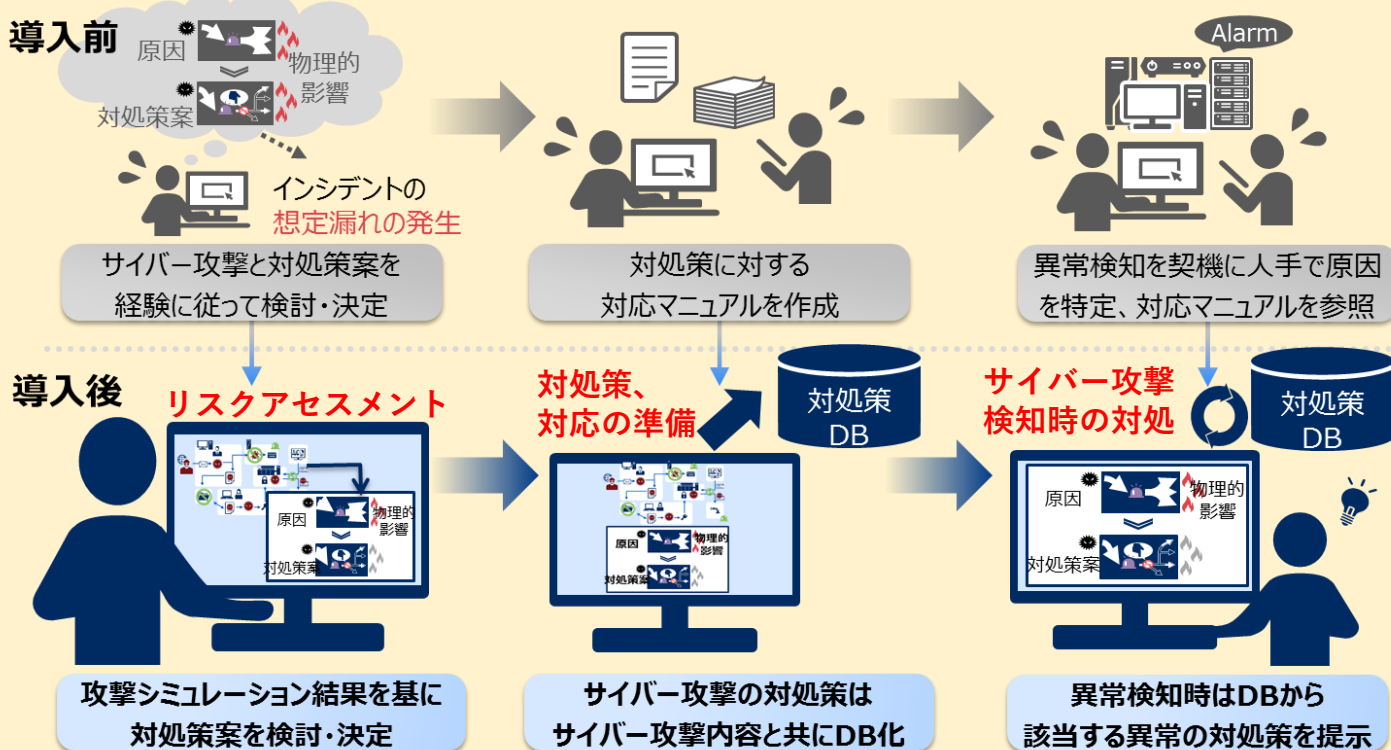 導入前
原因
物理的
影響
対処策案
インシデントの
想定漏れの発生
Alarm
サイバー攻撃と対処策案を
経験に従って検討・決定
対処策に対する
対応マニュアルを作成
異常検知を契機に人手で原因
を特定、対応マニュアルを参照
導入後
リスクアセスメント
原因
物理的
影響
対処策案
対処策、
対応の準備
対処策
DB
原因
物理的
影響
対処策案
サイバー攻撃
検知時の対処
対処策
DB
原因
物理的
影響
対処策案
攻撃シミュレーション結果を基に
対処策案を検討・決定
サイバー攻撃の対処策は
サイバー攻撃内容と共にDB化
異常検知時はDBから
該当する異常の対処策を提示